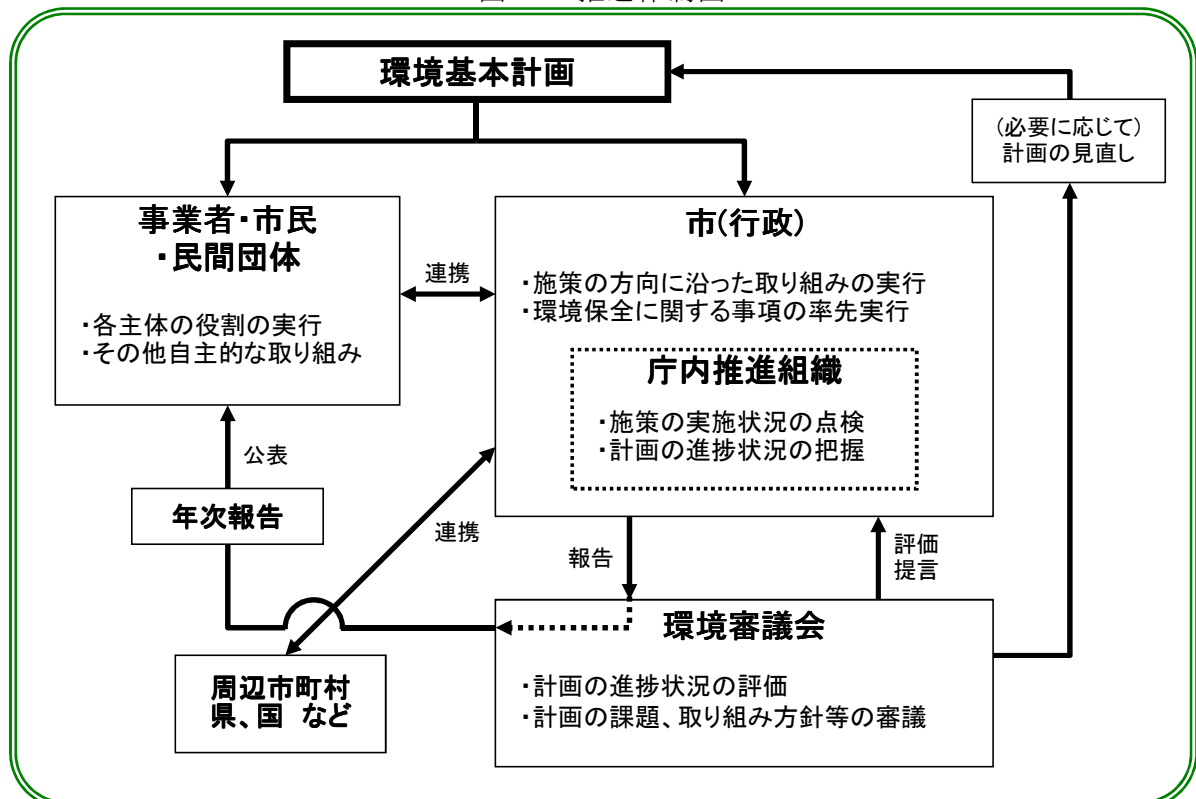 環境基本計画
(必要に応じて)
計画の見直し
事業者・市民
・民間団体
・各主体の役割の実行
・その他自主的な取り組み
連携
市(行政)
・施策の方向に沿った取り組みの実行
・環境保全に関する事項の率先実行
庁内推進組織
・施策の実施状況の点検
・計画の進捗状況の把握
公表
年次報告
連携
報告
評価
提言
環境審議会
・計画の進捗状況の評価
・計画の課題、取り組み方針等の審議
周辺市町村
県、国 など